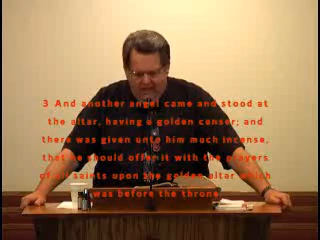 3 And another angel came and stood at
the altar, having a golden censer; and
there was given unto him much incense,
that he should offer it with the prayers
of all saints upon the golden altar which
was before the throne